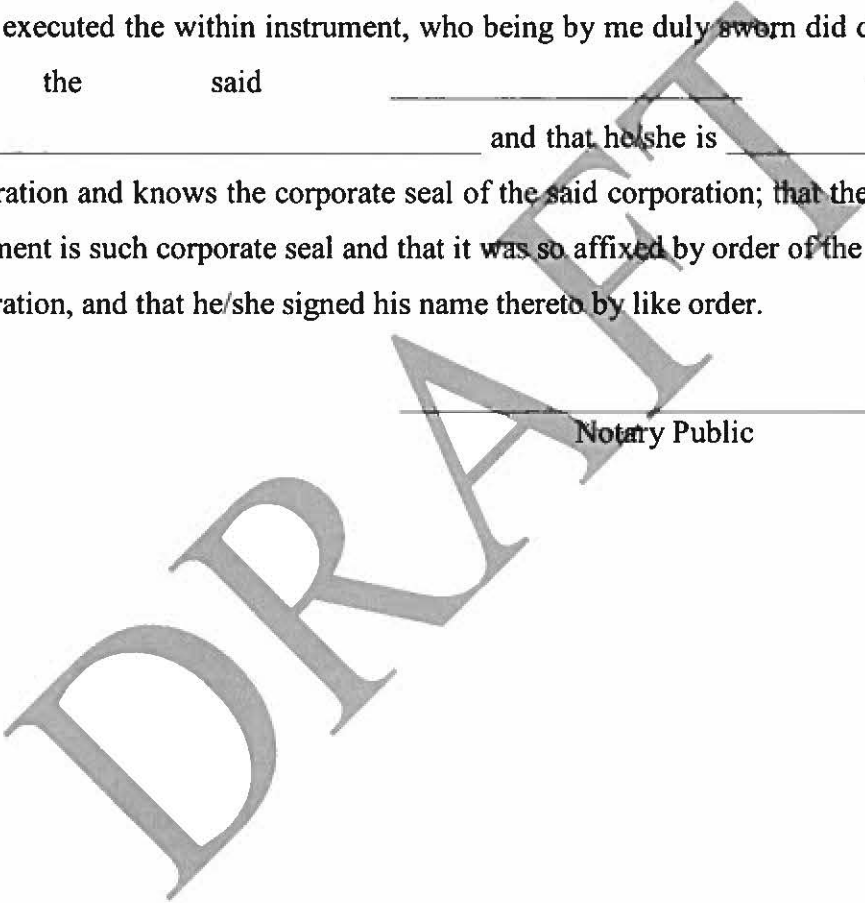 executed the within instrument, who being by me duly sworn did
the said
and that he/she is
ration and knows the corporate seal of the said corporation; that the
ment is such corporate seal and that it was so affixed by order of the
ration, and that he/she signed his name thereto by like order.
Notary Public
DRAFT